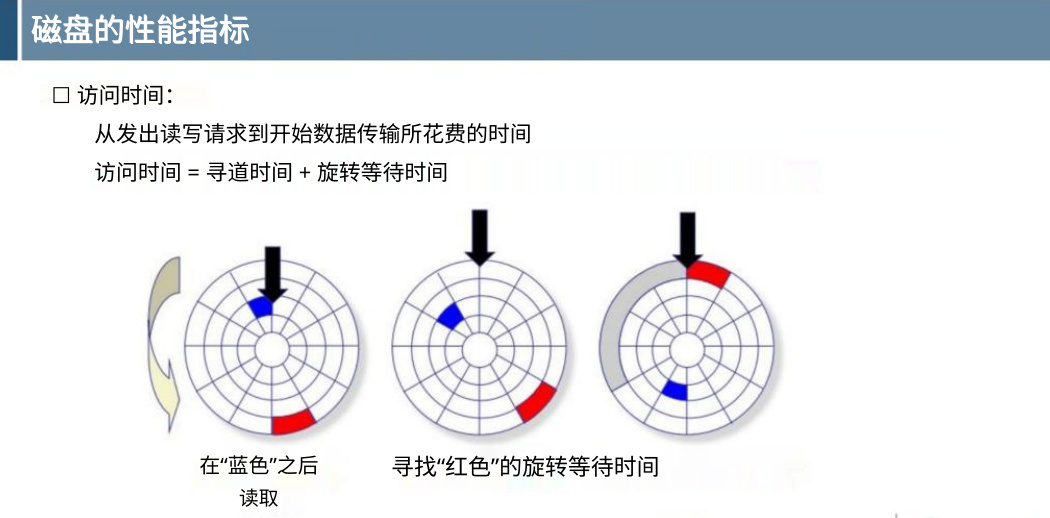 磁盘的性能指标
□ 访问时间：
从发出读写请求到开始数据传输所花费的时间
访问时间 = 寻道时间 + 旋转等待时间
在“蓝色”之后
读取
寻找“红色”的旋转等待时间